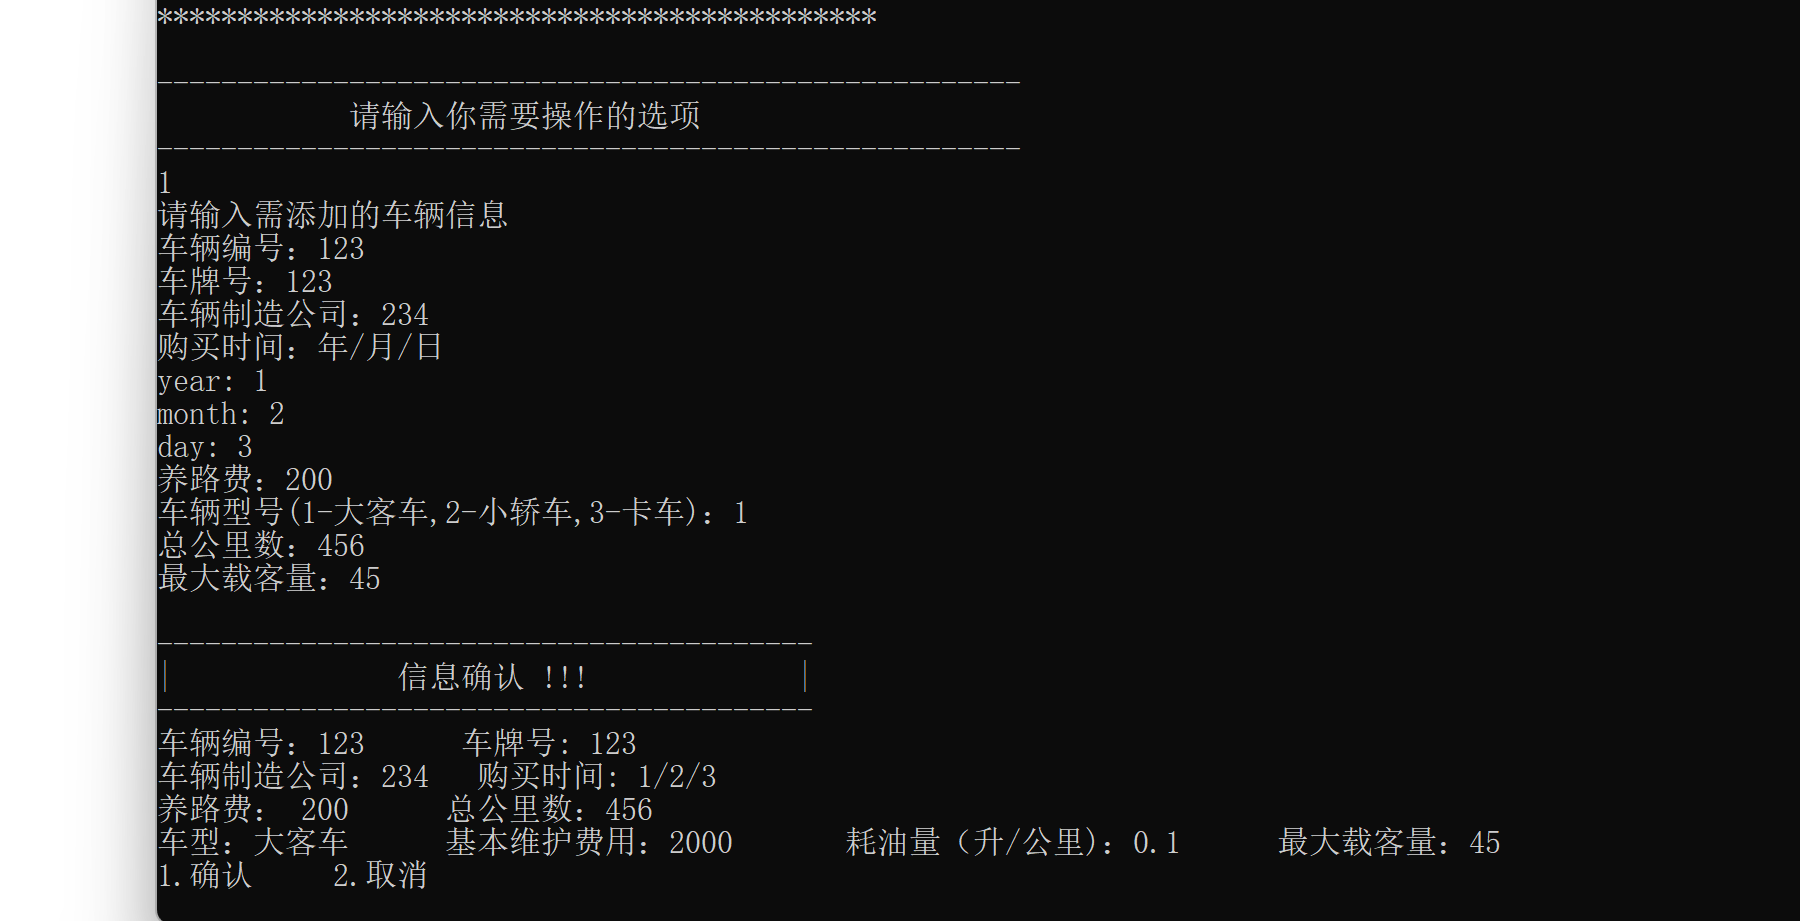 *********************************************
------------------------------------------------------
请输入你需要操作的选项
------------------------------------------------------
1
请输入需添加的车辆信息
车辆编号：123
车牌号：123
车辆制造公司：234
购买时间：年/月/日
year: 1
month: 2
day: 3
养路费：200
车辆型号(1-大客车,2-小轿车,3-卡车)：1
总公里数：456
最大载客量：45
-----------------------------------------
|              信息确认 !!!             |
-----------------------------------------
车辆编号：123      车牌号: 123
车辆制造公司：234   购买时间: 1/2/3
养路费： 200      总公里数：456
车型：大客车      基本维护费用：2000       耗油量（升/公里)：0.1      最大载客量：45
1.确认     2.取消